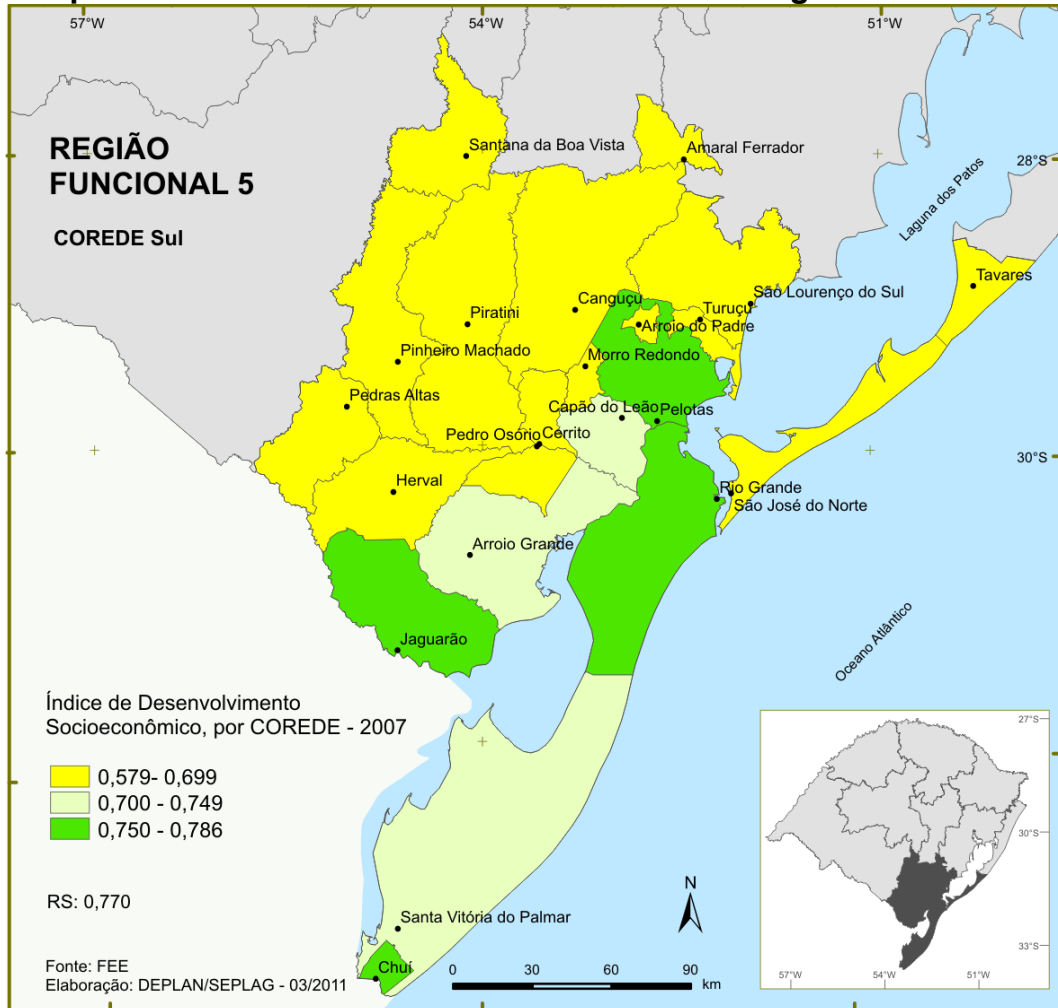 57°W
54°W
51°W
REGIÃO
FUNCIONAL 5
COREDE Sul
Santana da Boa Vista
Amaral Ferrador
28°S
Laguna dos Patos
Tavares
São Lourenço do Sul
Canguçu
Turuçu
Piratini
Arroio do Padre
Pinheiro Machado
Morro Redondo
Pedras Altas
Capão do Leão
Pelotas
Pedro Osório
Cerrito
30°S
Herval
Rio Grande
São José do Norte
Arroio Grande
Oceano Atlântico
Jaguarão
Índice de Desenvolvimento
Socioeconômico, por COREDE - 2007
0,579- 0,699
0,700 - 0,749
0,750 - 0,786
RS: 0,770
Santa Vitória do Palmar
Chuí
Fonte: FEE
Elaboração: DEPLAN/SEPLAG - 03/2011
N
0 30 60 90
km
27°S
30°S
33°S
57°W
54°W
51°W